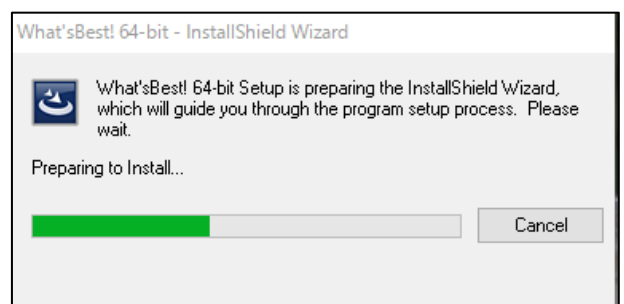 What'sBest! 64-bit - InstallShield Wizard
What'sBest! 64-bit Setup is preparing the InstallShield Wizard,
which will guide you through the program setup process.  Please
wait.
Preparing to Install...
Cancel